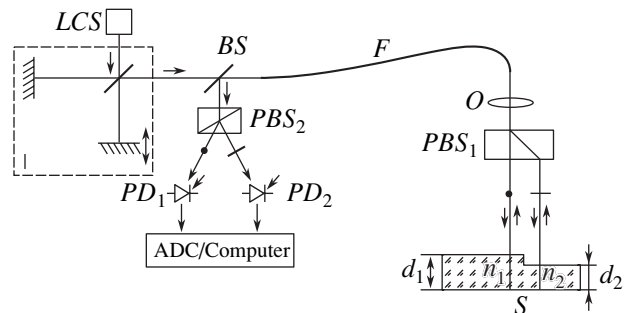 LCS
BS
F
O
PBS₂
PBS₁
I
PD₁
PD₂
ADC/Computer
d₁
n₁
n₂
d₂
S